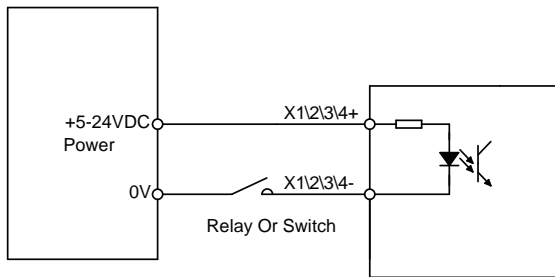 +5-24VDC
Power
X1\2\3\4+
0V
X1\2\3\4-
Relay Or Switch